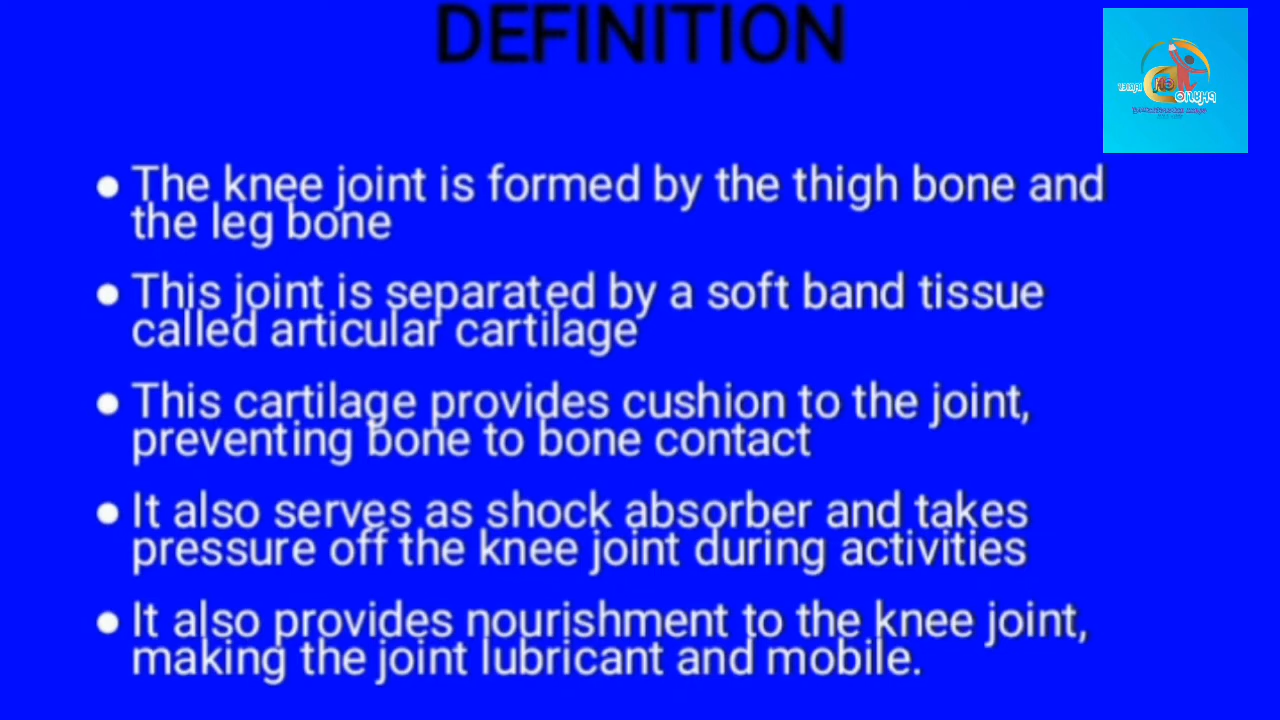 DEFINITION
● The knee joint is formed by the thigh bone and
the leg bone
● This joint is separated by a soft band tissue
called articular cartilage
● This cartilage provides cushion to the joint,
preventing bone to bone contact
● It also serves as shock absorber and takes
pressure off the knee joint during activities
● It also provides nourishment to the knee joint,
making the joint lubricant and mobile.